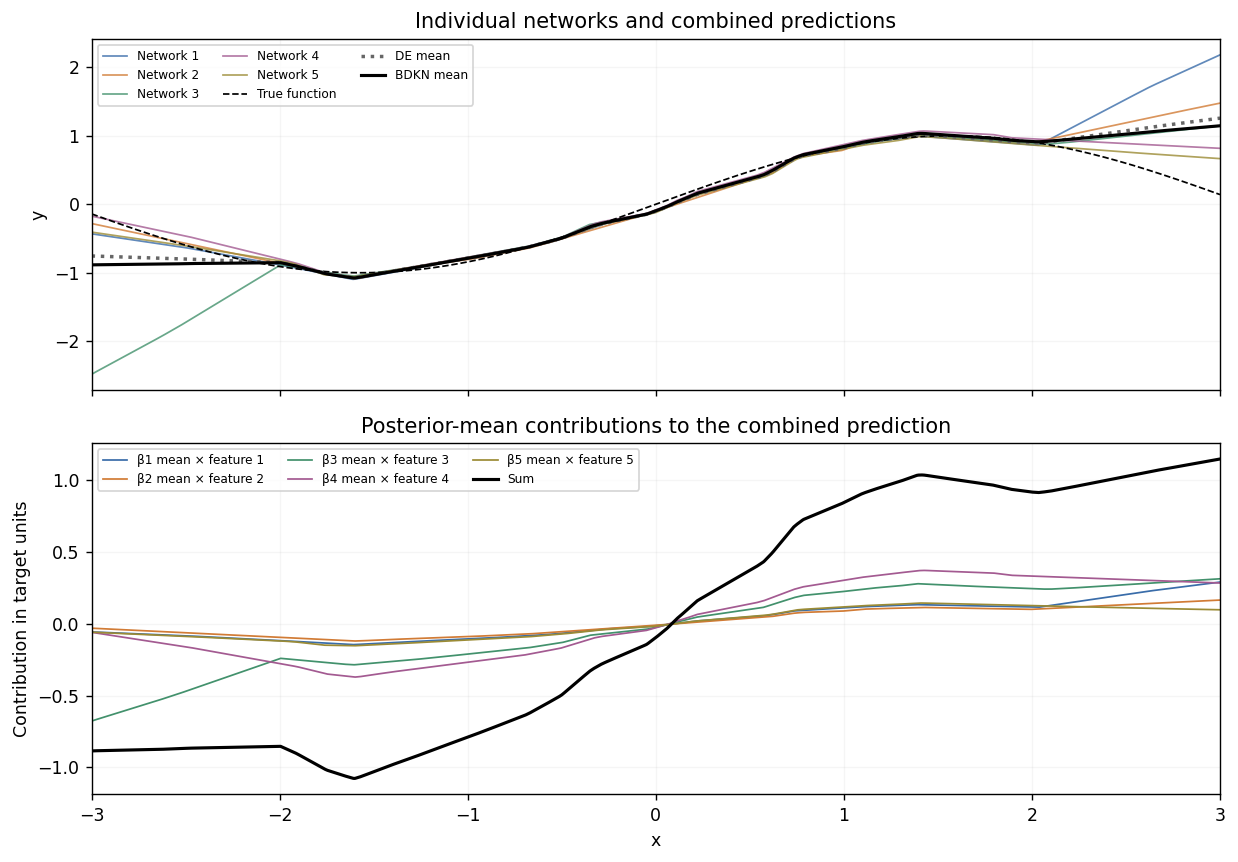 Individual networks and combined predictions
Network 1
Network 2
Network 3
Network 4
Network 5
True function
DE mean
BDKN mean
y
2
1
0
−1
−2
Posterior-mean contributions to the combined prediction
β1 mean × feature 1
β2 mean × feature 2
β3 mean × feature 3
β4 mean × feature 4
β5 mean × feature 5
Sum
Contribution in target units
1.0
0.5
0.0
−0.5
−1.0
−3
−2
−1
0
1
2
3
x